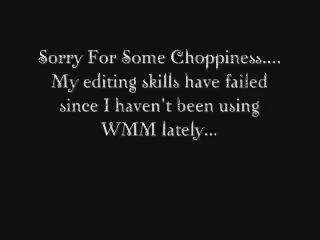 Sorry For Some Choppiness....
My editing skills have failed
since I haven't been using
WMM lately...